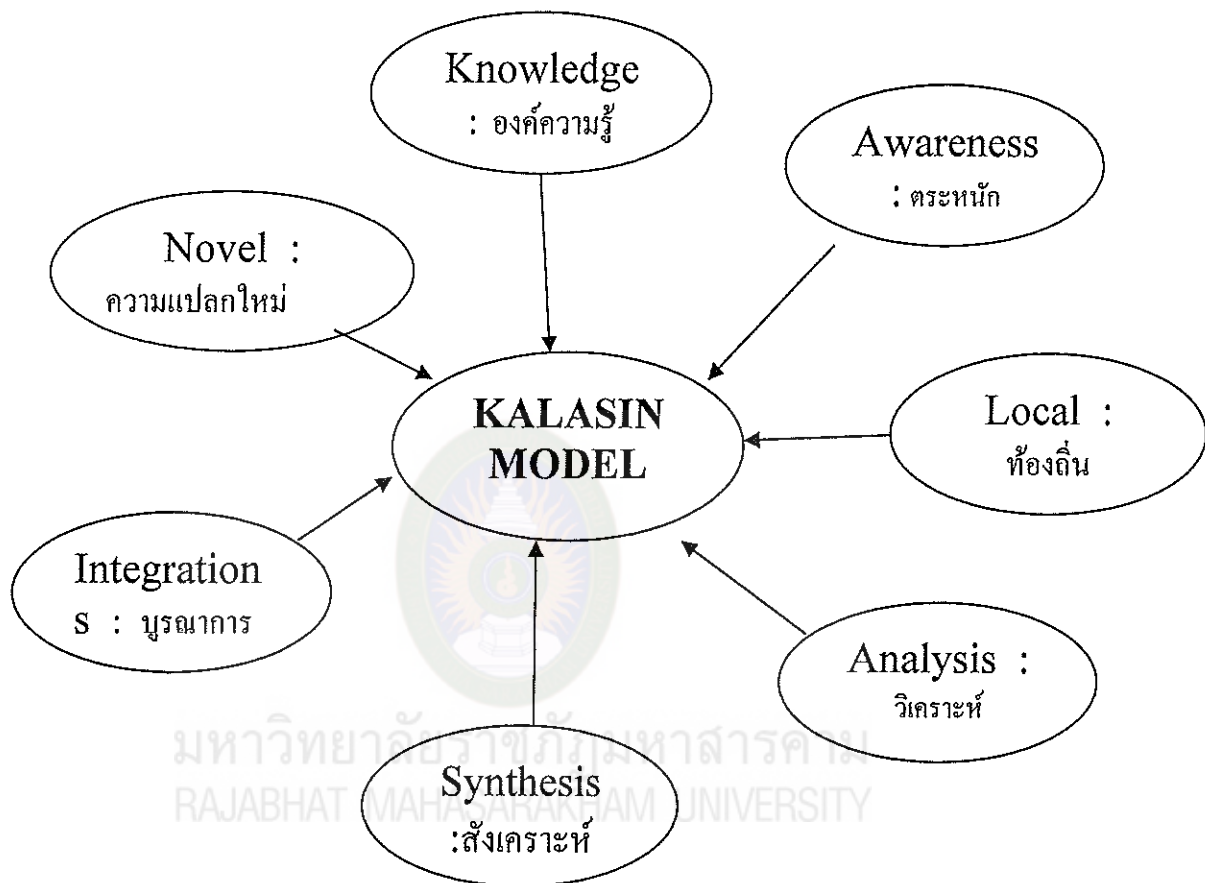 Knowledge
: องค์ความรู้
Awareness
: ตระหนัก
Novel :
ความแปลกใหม่
KALASIN
MODEL
Local :
ท้องถิ่น
Integration
s : บูรณาการ
Analysis :
วิเคราะห์
Synthesis
:สังเคราะห์
มหาวิทยาลัยราชภัฏมหาสารคาม
RAJABHAT MAHASARAKHAM UNIVERSITY